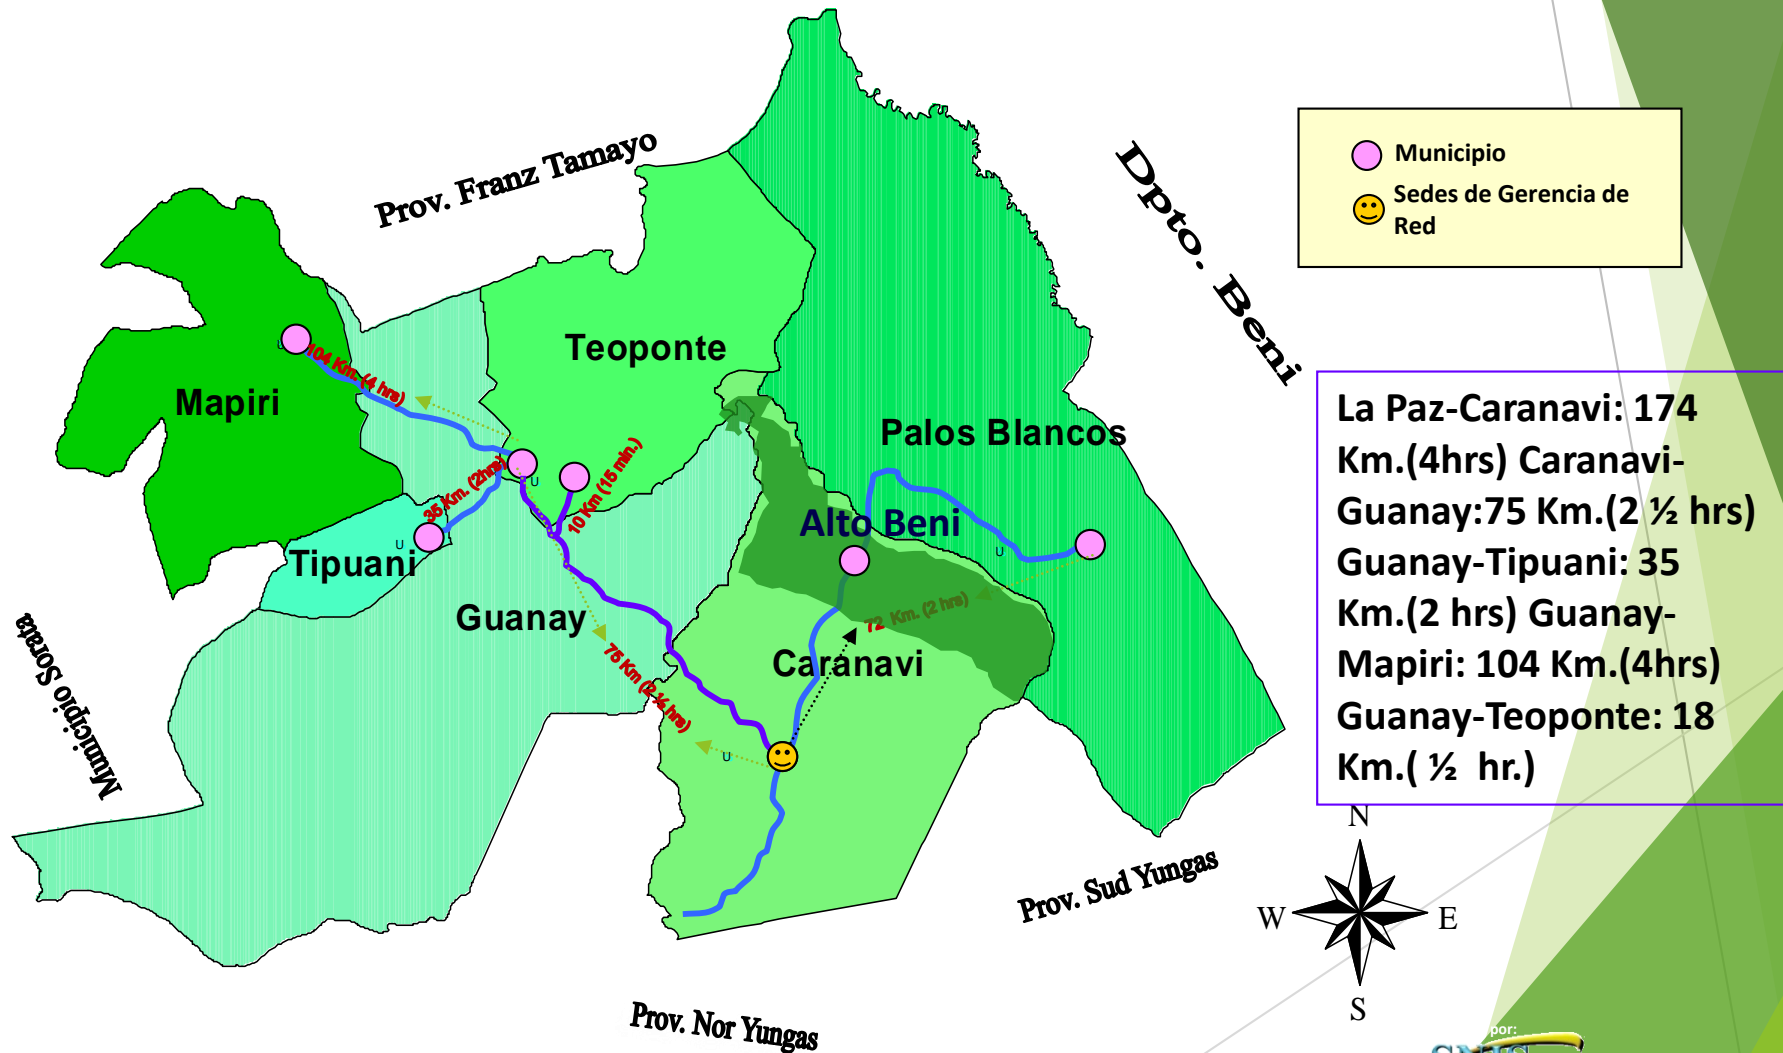 Prov. Franz Tamayo
Dpto. Beni
Municipio
Sedes de Gerencia de
Red
Teoponte
104 Km. (4 hrs)
Mapiri
Palos Blancos
La Paz-Caranavi: 174
Km.(4hrs) Caranavi-
Guanay:75 Km.(2 ½ hrs)
Guanay-Tipuani: 35
Km.(2 hrs) Guanay-
Mapiri: 104 Km.(4hrs)
Guanay-Teoponte: 18
Km.( ½ hr.)
35 Km. (2hrs)
10 Km (15 min.)
Alto Beni
Tipuani
Guanay
72 Km. (2 hrs)
Caranavi
75 Km (2 ½ hrs)
Municipio Sorata
U
U
U
U
U
N
W
E
S
Prov. Sud Yungas
Prov. Nor Yungas
por: